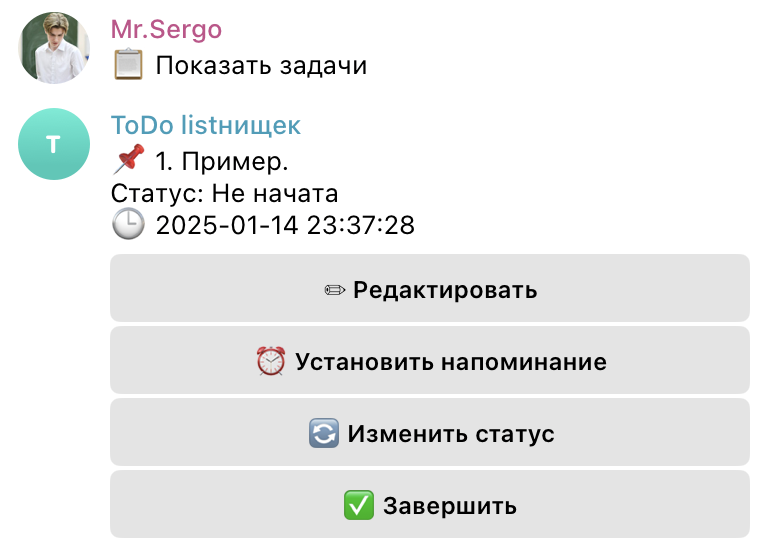 Mr.Sergo
📋 Показать задачи
T
ToDo listнищек
📌 1. Пример.
Статус: Не начата
🕒 2025-01-14 23:37:28
✏ Редактировать
⏰ Установить напоминание
🔄 Изменить статус
✅ Завершить